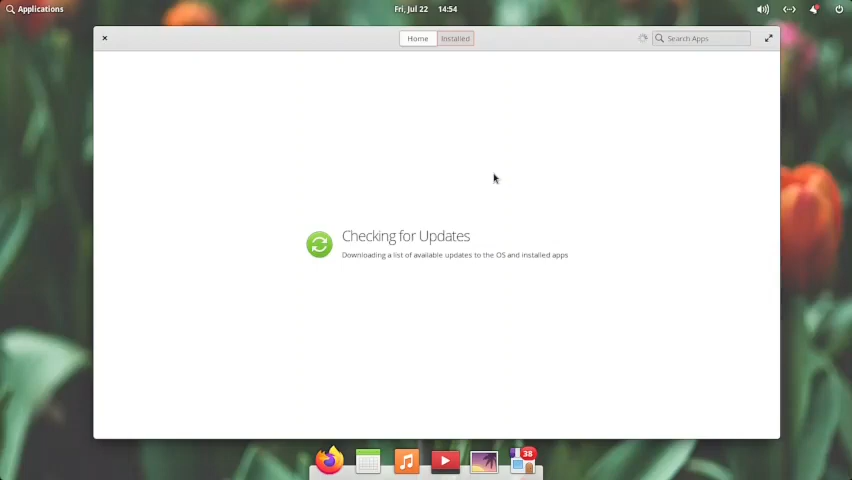 Applications
Fri, Jul 22 14:54
Home Installed
Search Apps
Checking for Updates
Downloading a list of available updates to the OS and installed apps
38